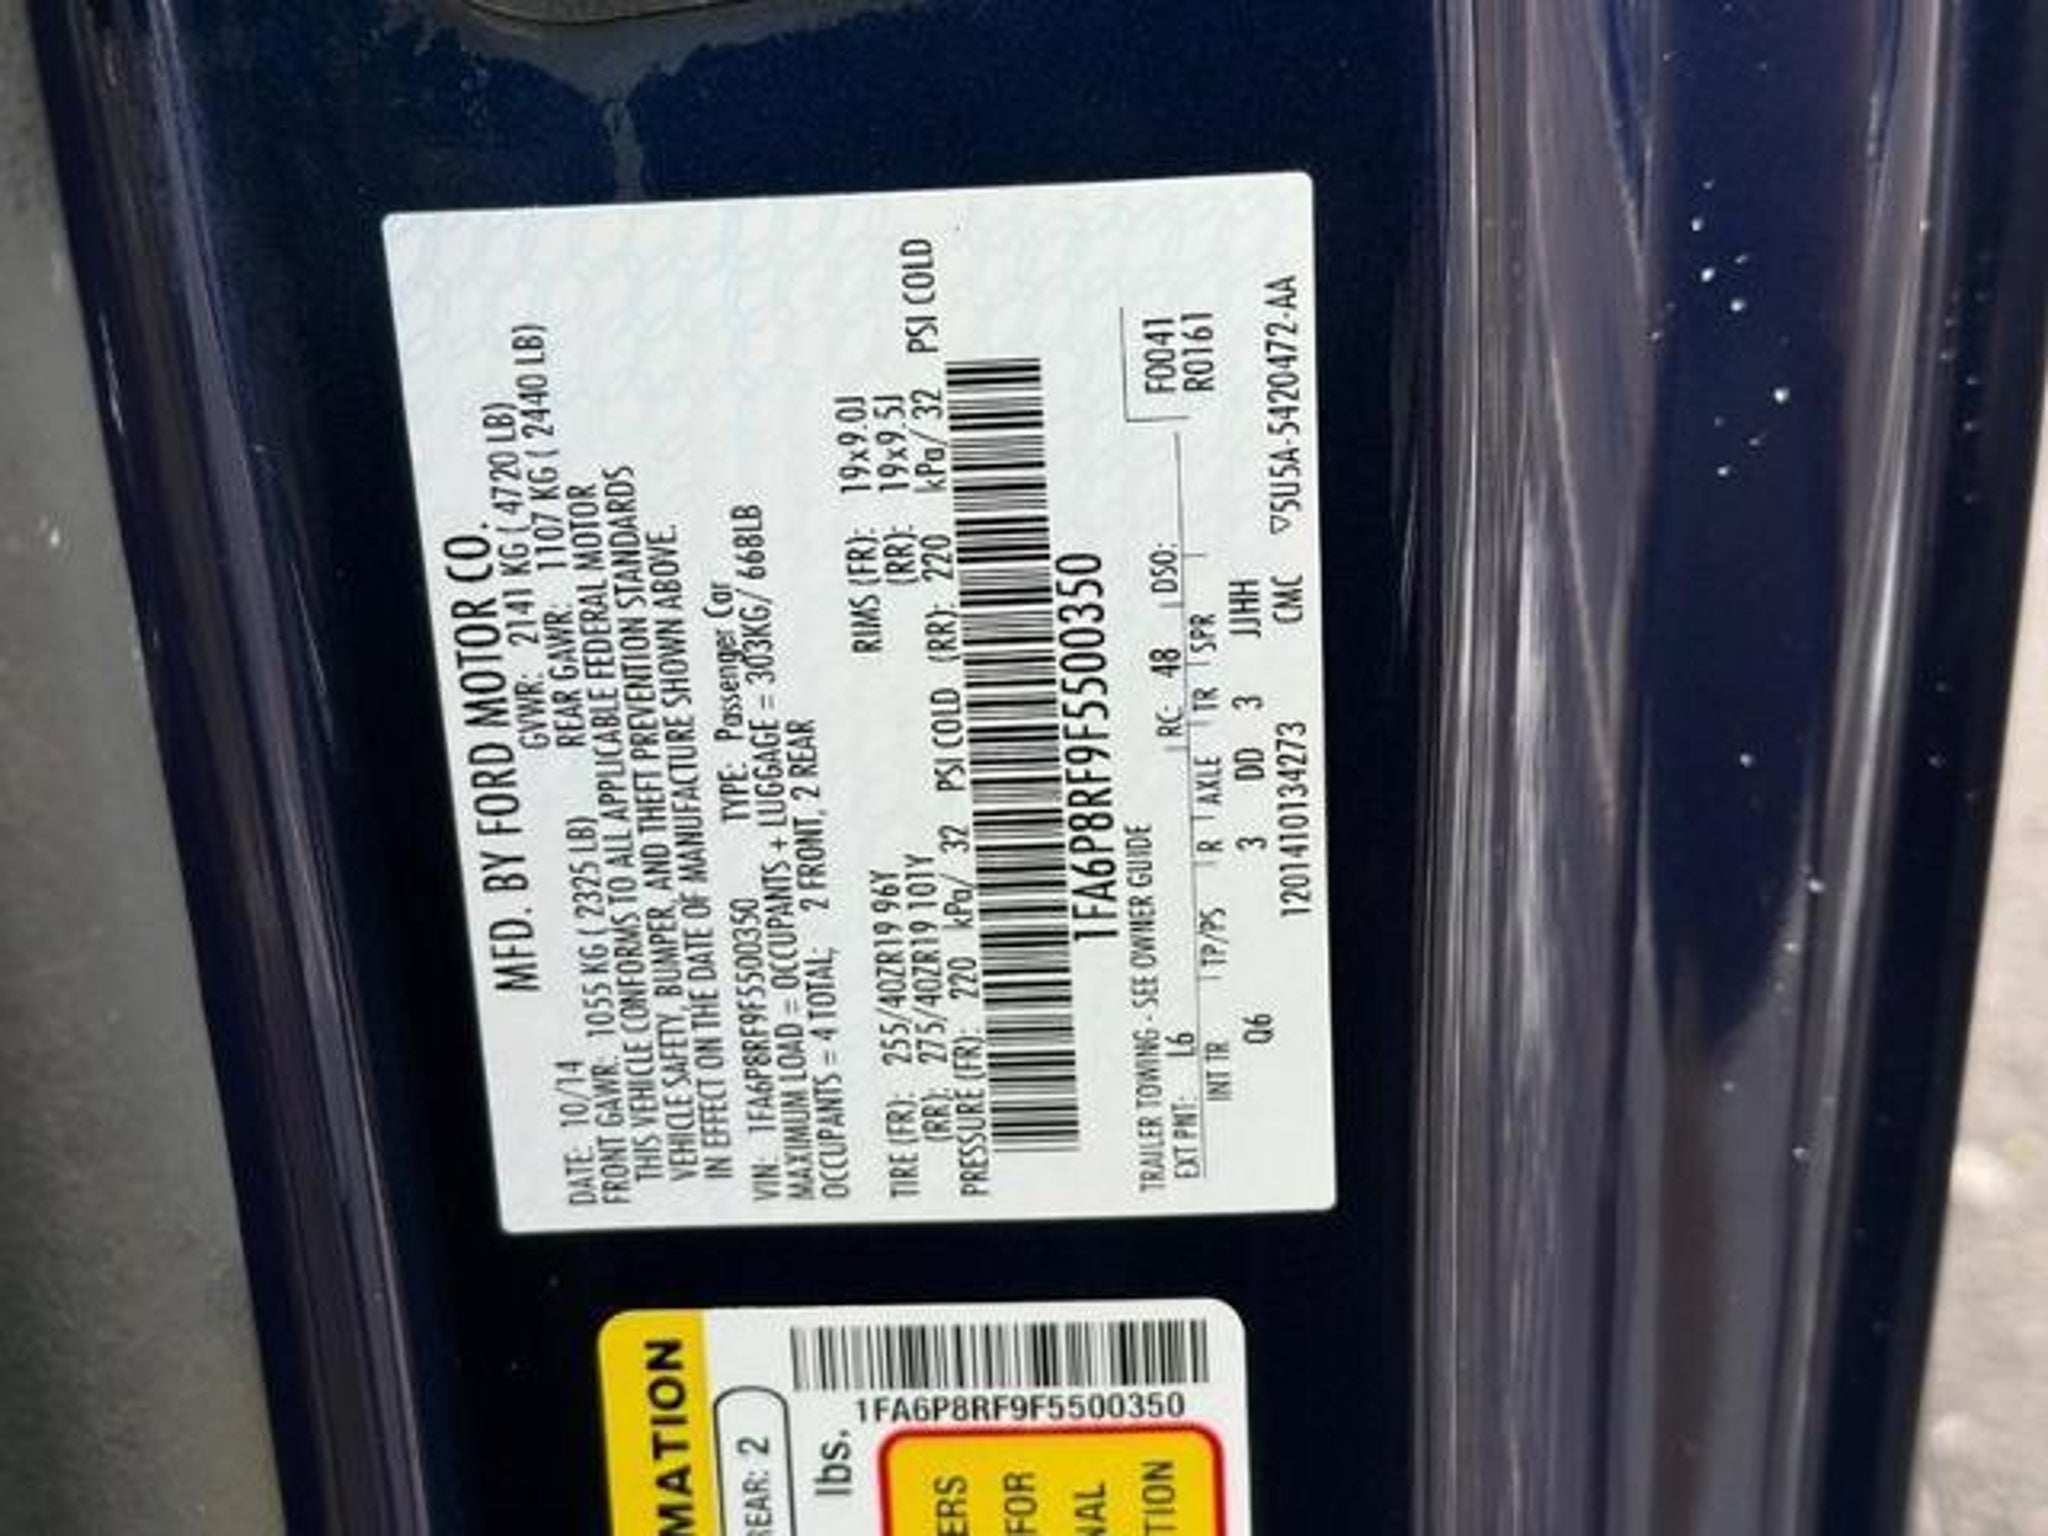 MFD. BY FORD MOTOR CO.
DATE: 10/14 GVWR: 2141 KG ( 4720 LB)
FRONT GAWR: 1055 KG ( 2325 LB) REAR GAWR: 1107 KG ( 2440 LB)
THIS VEHICLE CONFORMS TO ALL APPLICABLE FEDERAL MOTOR
VEHICLE SAFETY, BUMPER, AND THEFT PREVENTION STANDARDS
IN EFFECT ON THE DATE OF MANUFACTURE SHOWN ABOVE.
VIN: 1FA6P8RF9F5500350 TYPE: Passenger Car
MAXIMUM LOAD = OCCUPANTS + LUGGAGE = 303KG/ 668LB
OCCUPANTS = 4 TOTAL; 2 FRONT, 2 REAR
TIRE (FR): 255/40ZR19 96Y RIMS (FR): 19x9.0J
(RR): 275/40ZR19 101Y (RR): 19x9.5J
PRESSURE (FR): 220 kPa/ 32 PSI COLD (RR): 220 kPa/ 32 PSI COLD
1FA6P8RF9F5500350
TRAILER TOWING - SEE OWNER GUIDE
F0041
R0161
EXT PNT: L6 RC: 48 DSO:
INT TR TP/PS R AXLE TR SPR
Q6 3 DD 3 JJHH
1201410134273 CMC ▽5U5A-5420472-AA
MATION
REAR: 2
lbs.
1FA6P8RF9F5500350
ERS
FOR
NAL
TION